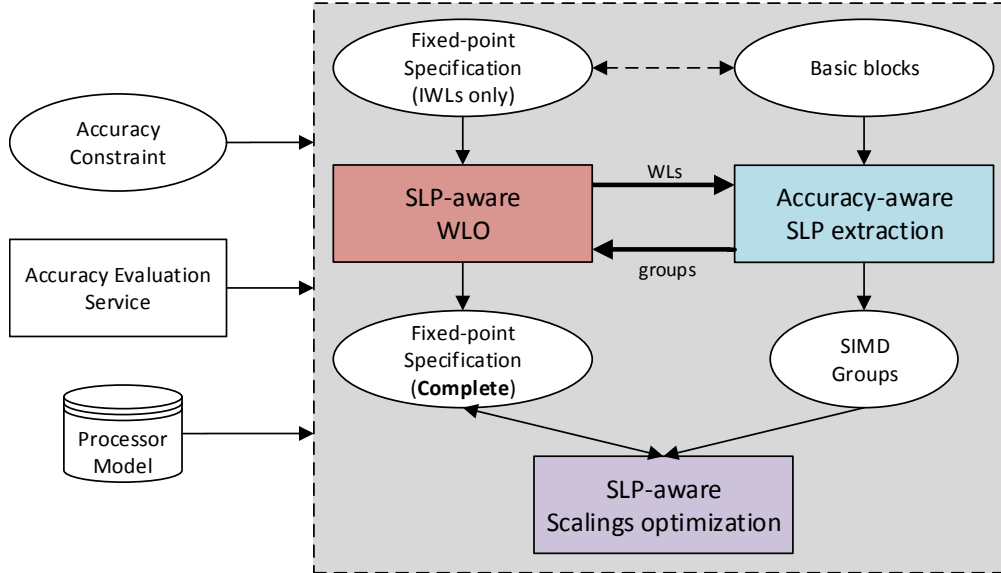 Fixed-point
Specification
(IWLs only)
Basic blocks
Accuracy
Constraint
SLP-aware
WLO
WLs
groups
Accuracy-aware
SLP extraction
Accuracy Evaluation
Service
Fixed-point
Specification
(Complete)
SIMD
Groups
Processor
Model
SLP-aware
Scalings optimization